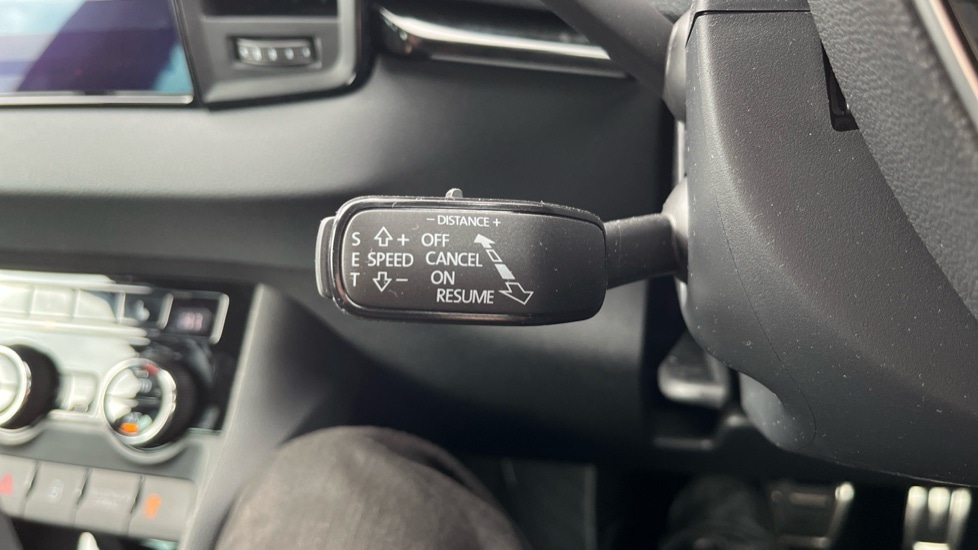 − DISTANCE +
S + OFF
E SPEED CANCEL
T − ON
RESUME